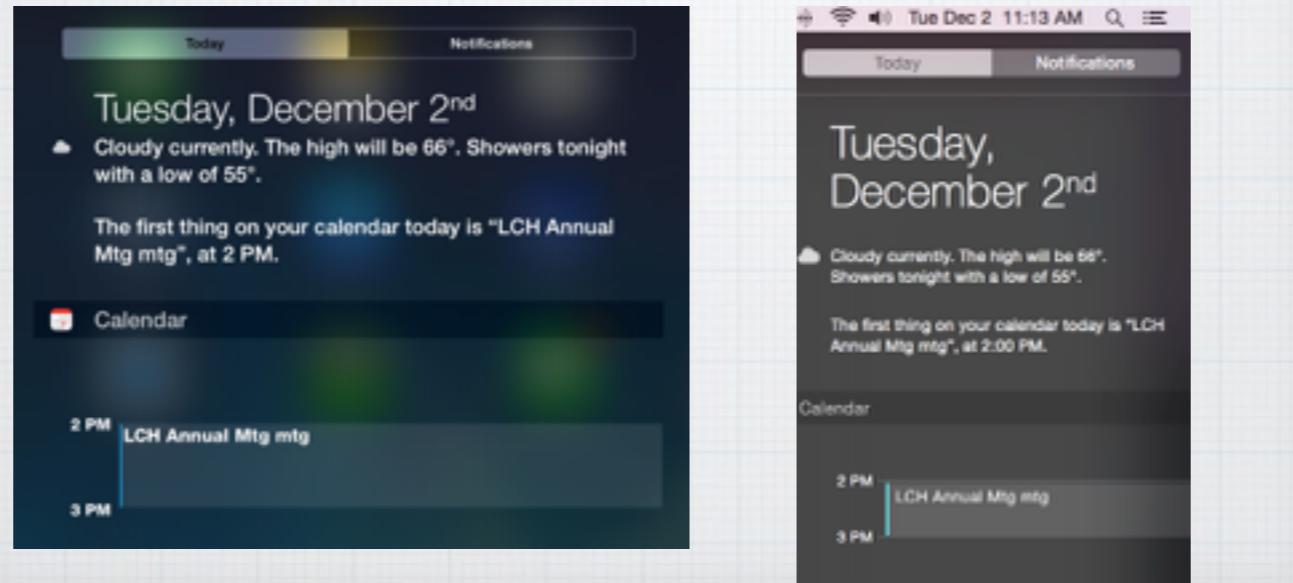 Today Notifications
Tuesday, December 2nd
Cloudy currently. The high will be 66°. Showers tonight
with a low of 55°.
The first thing on your calendar today is "LCH Annual
Mtg mtg", at 2 PM.
Calendar
2 PM
LCH Annual Mtg mtg
3 PM
Tue Dec 2 11:13 AM
Today Notifications
Tuesday,
December 2nd
Cloudy currently. The high will be 66°.
Showers tonight with a low of 55°.
The first thing on your calendar today is "LCH
Annual Mtg mtg", at 2:00 PM.
Calendar
2 PM
LCH Annual Mtg mtg
3 PM